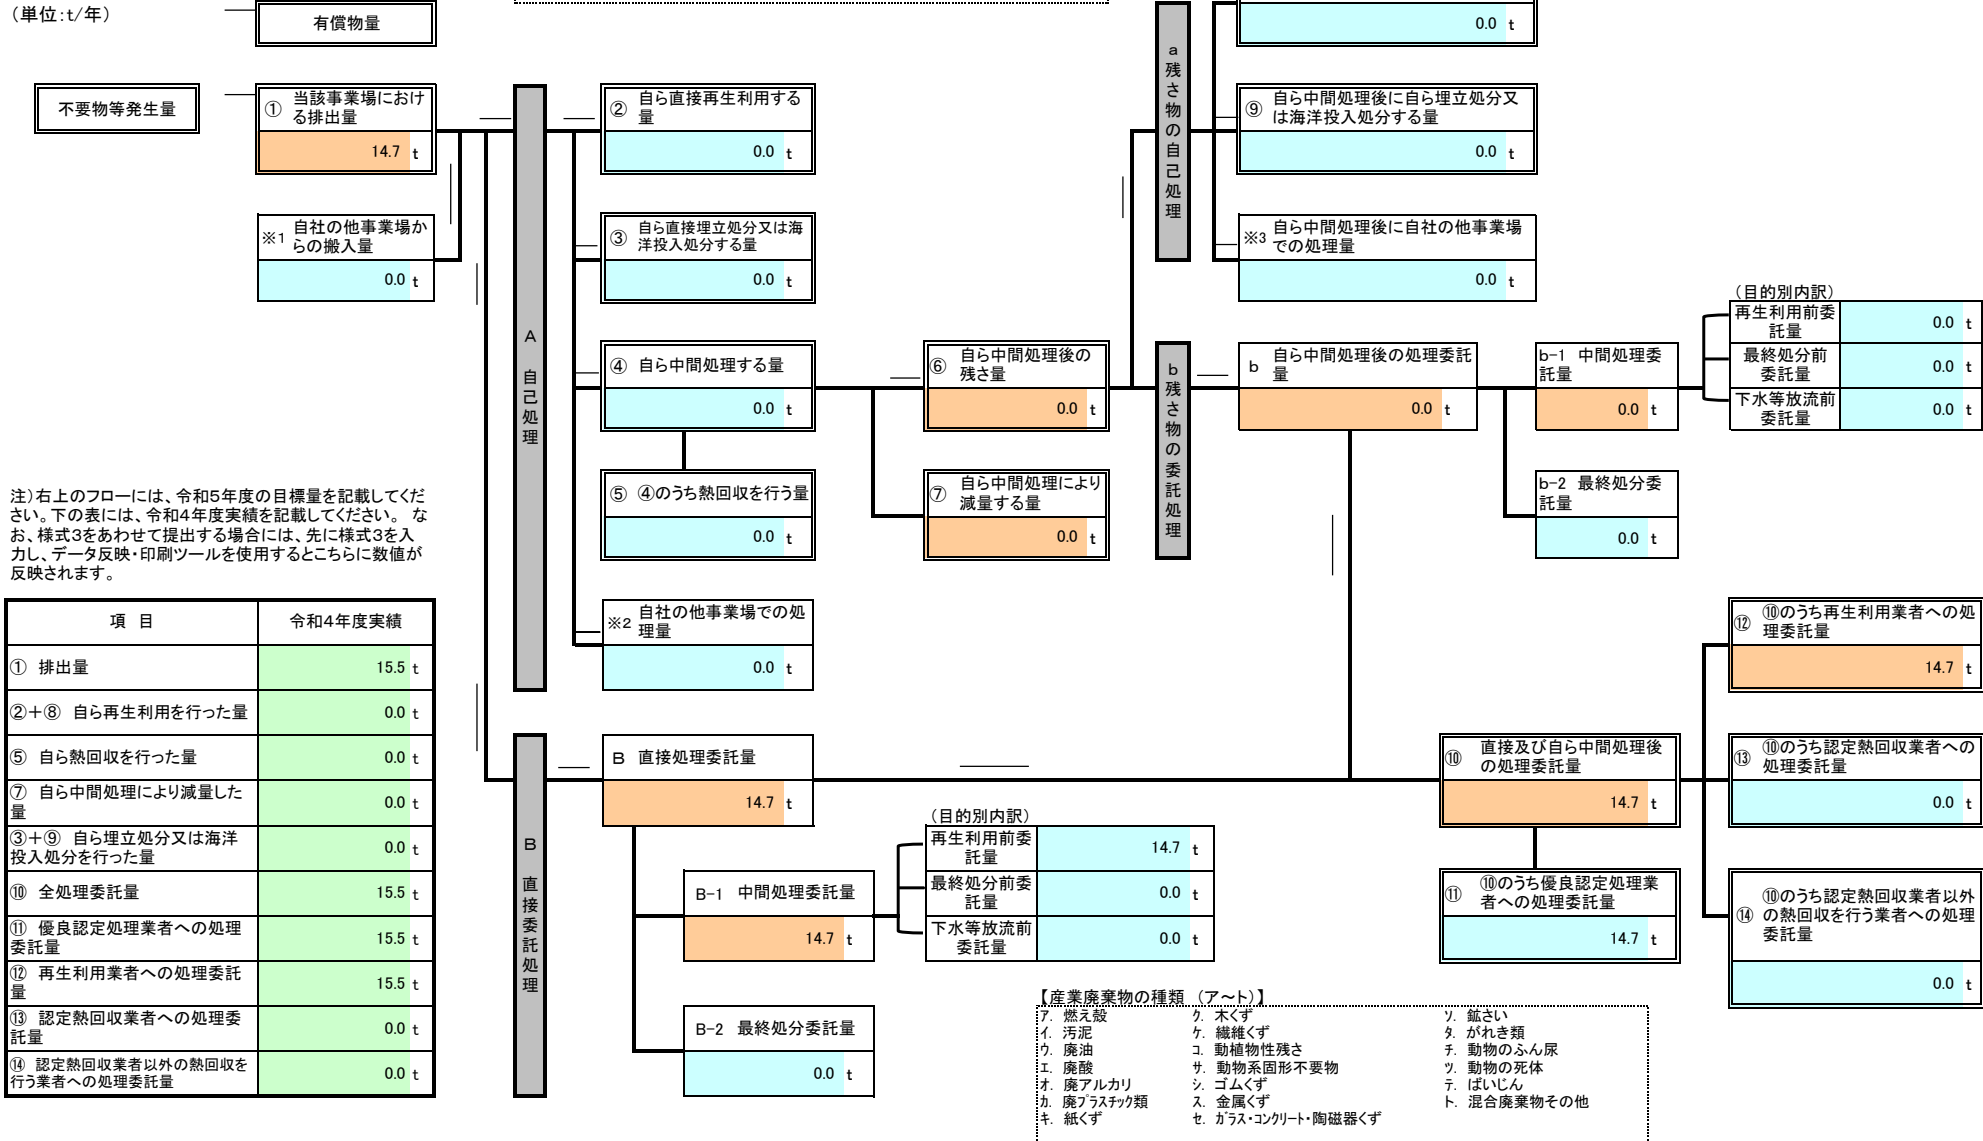 （単位：t/年）
有償物量
0.0 t
不要物等発生量
① 当該事業場におけ
る排出量
14.7 t
※1 自社の他事業場か
らの搬入量
0.0 t
A 自己処理
② 自ら直接再生利用する
量
0.0 t
③ 自ら直接埋立処分又は海
洋投入処分する量
0.0 t
④ 自ら中間処理する量
0.0 t
⑤ ④のうち熱回収を行う量
0.0 t
※2 自社の他事業場での処
理量
0.0 t
⑥ 自ら中間処理後の
残さ量
0.0 t
⑦ 自ら中間処理により
減量する量
0.0 t
a 残さ物の自己処理
⑨ 自ら中間処理後に自ら埋立処分又
は海洋投入処分する量
0.0 t
※3 自ら中間処理後に自社の他事業場
での処理量
0.0 t
b 残さ物の委託処理
b 自ら中間処理後の処理委託
量
0.0 t
b-1 中間処理委
託量
0.0 t
b-2 最終処分委
託量
0.0 t
（目的別内訳）
再生利用前委
託量
0.0 t
最終処分前
委託量
0.0 t
下水等放流前
委託量
0.0 t
注）右上のフローには、令和5年度の目標量を記載してくだ
さい。下の表には、令和4年度実績を記載してください。 な
お、様式3をあわせて提出する場合には、先に様式3を入
力し、データ反映・印刷ツールを使用するとこちらに数値が
反映されます。
項 目 令和4年度実績
① 排出量 15.5 t
②＋⑧ 自ら再生利用を行った量 0.0 t
⑤ 自ら熱回収を行った量 0.0 t
⑦ 自ら中間処理により減量した
量 0.0 t
③＋⑨ 自ら埋立処分又は海洋
投入処分を行った量 0.0 t
⑩ 全処理委託量 15.5 t
⑪ 優良認定処理業者への処理
委託量 15.5 t
⑫ 再生利用業者への処理委託
量 15.5 t
⑬ 認定熱回収業者への処理委
託量 0.0 t
⑭ 認定熱回収業者以外の熱回収を
行う業者への処理委託量 0.0 t
B 直接委託処理
B 直接処理委託量
14.7 t
B-1 中間処理委託量
14.7 t
B-2 最終処分委託量
0.0 t
（目的別内訳）
再生利用前委
託量
14.7 t
最終処分前委
託量
0.0 t
下水等放流前
委託量
0.0 t
⑩ 直接及び自ら中間処理後
の処理委託量
14.7 t
⑪ ⑩のうち優良認定処理業
者への処理委託量
14.7 t
⑫ ⑩のうち再生利用業者への処
理委託量
14.7 t
⑬ ⑩のうち認定熱回収業者への
処理委託量
0.0 t
⑭ ⑩のうち認定熱回収業者以外
の熱回収を行う業者への処理
委託量
0.0 t
【産業廃棄物の種類 （ア～ト）】
ア. 燃え殻
イ. 汚泥
ウ. 廃油
エ. 廃酸
オ. 廃アルカリ
カ. 廃プラスチック類
キ. 紙くず
ク. 木くず
ケ. 繊維くず
コ. 動植物性残さ
サ. 動物系固形不要物
シ. ゴムくず
ス. 金属くず
セ. ガラス・コンクリート・陶磁器くず
ソ. 鉱さい
タ. がれき類
チ. 動物のふん尿
ツ. 動物の死体
テ. ばいじん
ト. 混合廃棄物その他